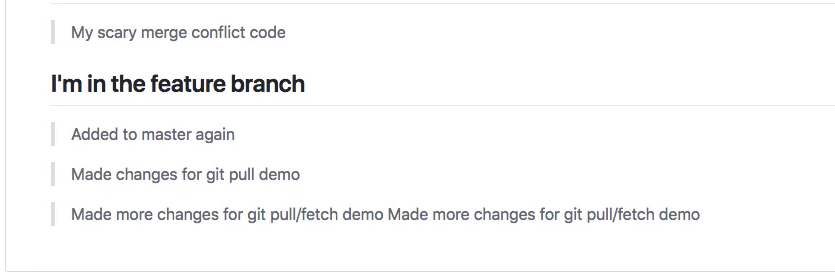 My scary merge conflict code
I'm in the feature branch
Added to master again
Made changes for git pull demo
Made more changes for git pull/fetch demo Made more changes for git pull/fetch demo